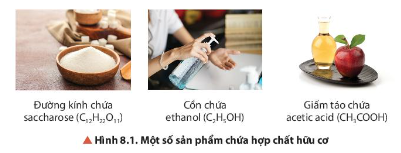 Đường kính chứa
saccharose (C₁₂H₂₂O₁₁)
Cồn chứa
ethanol (C₂H₅OH)
Giấm táo chứa
acetic acid (CH₃COOH)
▲ Hình 8.1. Một số sản phẩm chứa hợp chất hữu cơ